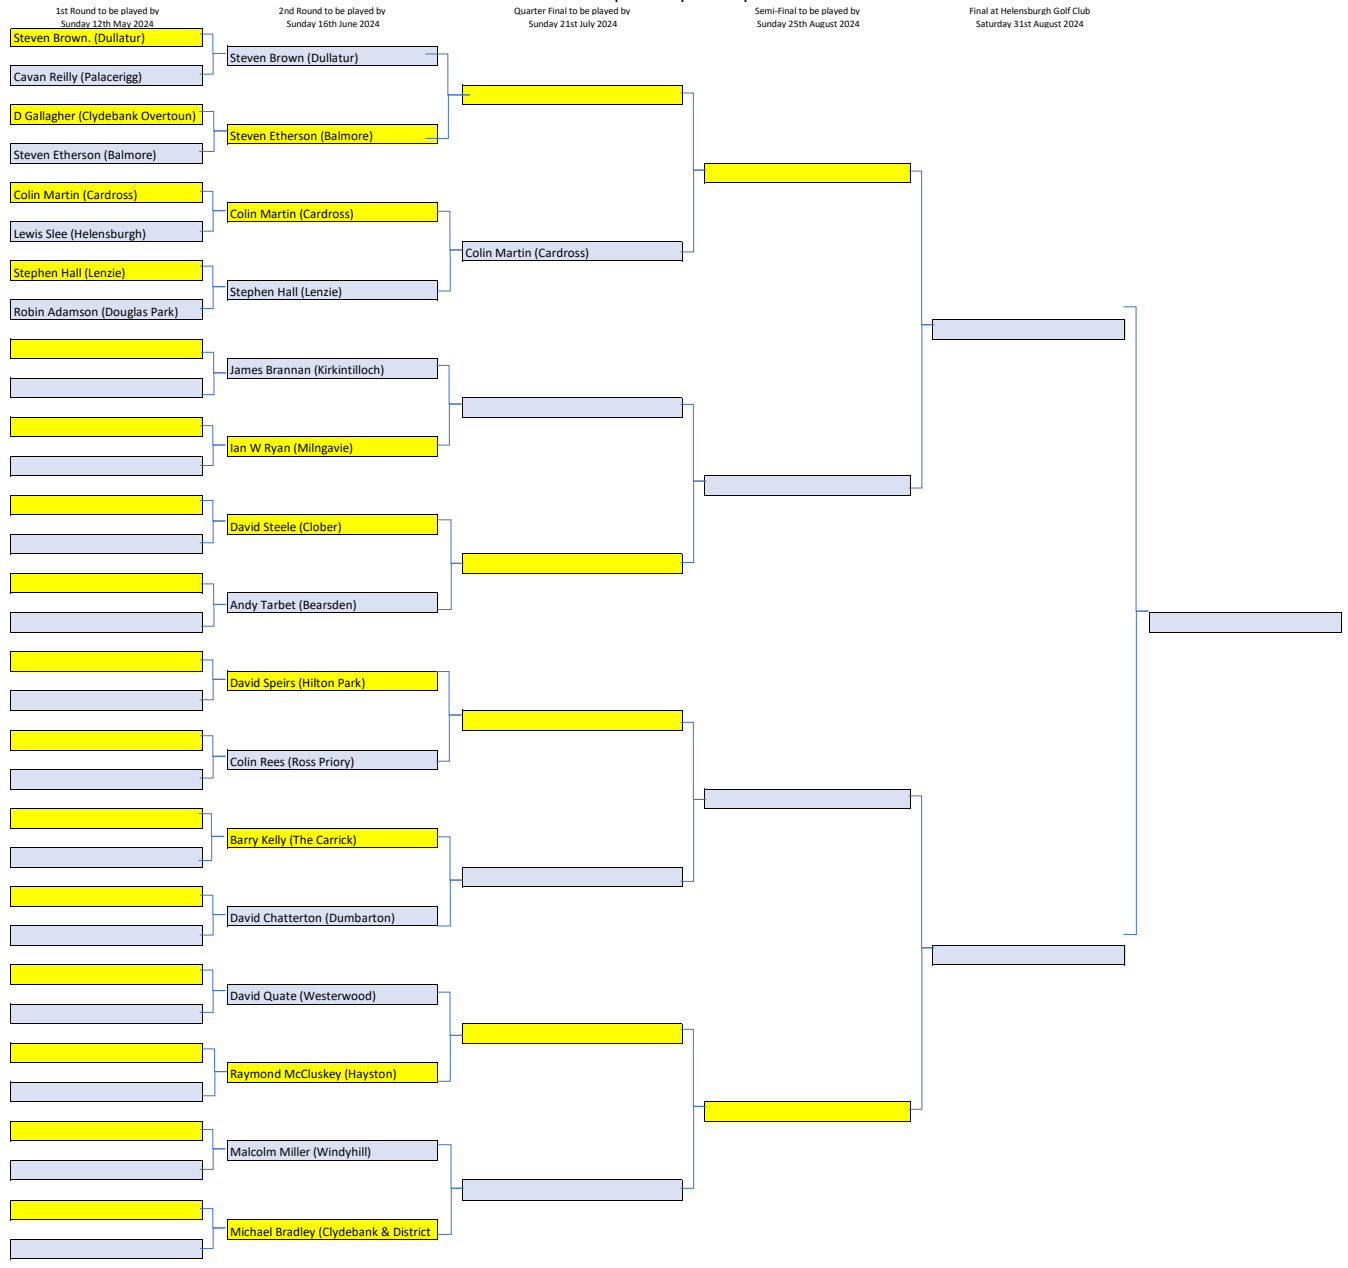 1st Round to be played by
Sunday 12th May 2024
2nd Round to be played by
Sunday 16th June 2024
Quarter Final to be played by
Sunday 21st July 2024
Semi-Final to be played by
Sunday 25th August 2024
Final at Helensburgh Golf Club
Saturday 31st August 2024
Steven Brown. (Dullatur)
Cavan Reilly (Palacerigg)
D Gallagher (Clydebank Overtoun)
Steven Etherson (Balmore)
Colin Martin (Cardross)
Lewis Slee (Helensburgh)
Stephen Hall (Lenzie)
Robin Adamson (Douglas Park)
Steven Brown (Dullatur)
Steven Etherson (Balmore)
Colin Martin (Cardross)
Stephen Hall (Lenzie)
James Brannan (Kirkintilloch)
Ian W Ryan (Milngavie)
David Steele (Clober)
Andy Tarbet (Bearsden)
David Speirs (Hilton Park)
Colin Rees (Ross Priory)
Barry Kelly (The Carrick)
David Chatterton (Dumbarton)
David Quate (Westerwood)
Raymond McCluskey (Hayston)
Malcolm Miller (Windyhill)
Michael Bradley (Clydebank & District
Colin Martin (Cardross)